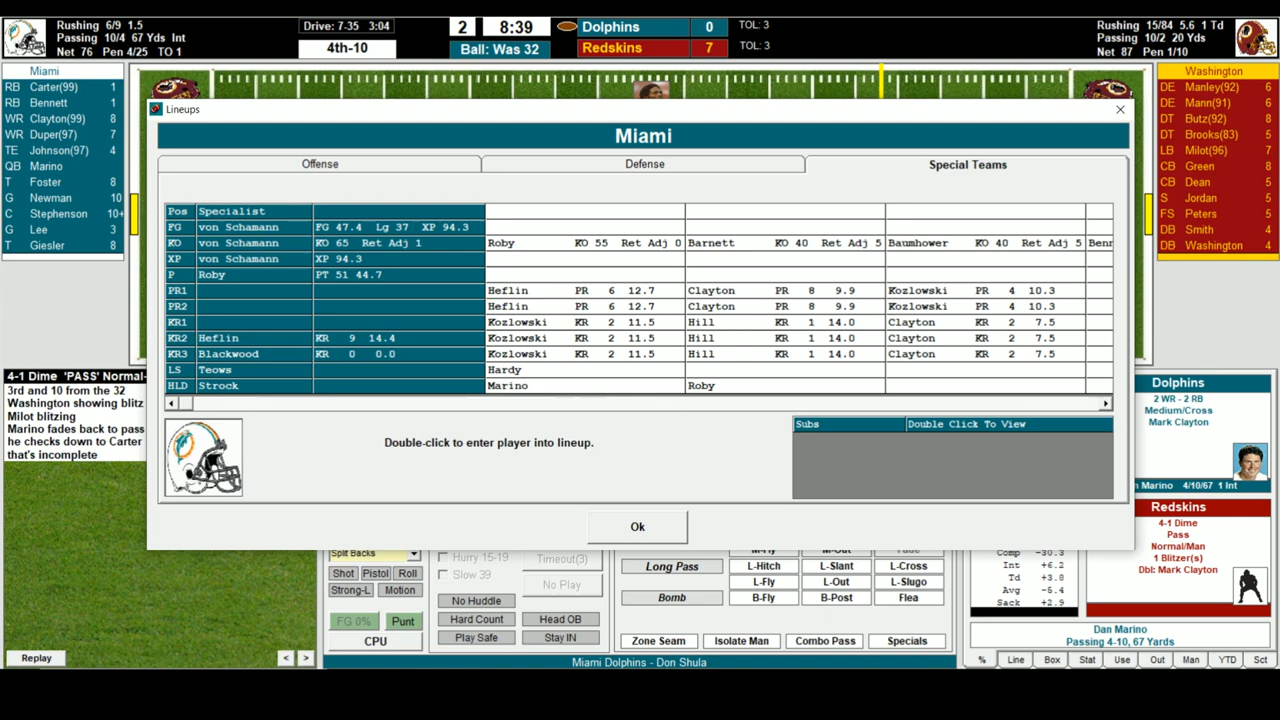 Rushing 6/9 1.5
Passing 10/4 67 Yds Int
Net 76 Pen 4/25 TO 1
Drive: 7-35 3:04
4th-10
2 8:39
Ball: Was 32
Dolphins 0
Redskins 7
TOL: 3
TOL: 3
Rushing 15/84 5.6 1 Td
Passing 10/2 20 Yds
Net 87 Pen 1/10
Miami
RB Carter(99) 1
RB Bennett 1
WR Clayton(99) 8
WR Duper(97) 7
TE Johnson(97) 4
QB Marino
T Foster 8
G Newman 10
C Stephenson 10+
G Lee 3
T Giesler 8
Washington
DE Manley(92) 6
DE Mann(91) 6
DT Butz(92) 8
DT Brooks(83) 5
LB Milot(96) 7
CB Green 8
CB Dean 5
S Jordan 5
FS Peters 5
DB Smith 4
DB Washington 4
Lineups
Miami
Offense Defense Special Teams
Pos Specialist
FG von Schamann FG 47.4 Lg 37 XP 94.3
KO von Schamann KO 65 Ret Adj 1 Roby KO 55 Ret Adj 0 Barnett KO 40 Ret Adj 5 Baumhower KO 40 Ret Adj 5 Benn
XP von Schamann XP 94.3
P Roby PT 51 44.7
PR1 Heflin PR 6 12.7 Clayton PR 8 9.9 Kozlowski PR 4 10.3
PR2 Heflin PR 6 12.7 Clayton PR 8 9.9 Kozlowski PR 4 10.3
KR1 Kozlowski KR 2 11.5 Hill KR 1 14.0 Clayton KR 2 7.5
KR2 Heflin KR 9 14.4 Kozlowski KR 2 11.5 Hill KR 1 14.0 Clayton KR 2 7.5
KR3 Blackwood KR 0 0.0 Kozlowski KR 2 11.5 Hill KR 1 14.0 Clayton KR 2 7.5
LS Teows Hardy
HLD Strock Marino Roby
Double-click to enter player into lineup.
Subs Double Click To View
Ok
4-1 Dime 'PASS' Normal-
3rd and 10 from the 32
Washington showing blitz
Milot blitzing
Marino fades back to pass
he checks down to Carter
that's incomplete
Replay < >
Split Backs
Shot Pistol Roll
Strong-L Motion
FG 0% Punt
CPU
Hurry 15-19
Slow 39
Timeout(3)
No Play
No Huddle
Hard Count Head OB
Play Safe Stay IN
M-Fly M-Out Fade
Long Pass L-Hitch L-Slant L-Cross
L-Fly L-Out L-Slugo
Bomb B-Fly B-Post Flea
Zone Seam Isolate Man Combo Pass Specials
Miami Dolphins - Don Shula
Dolphins
2 WR - 2 RB
Medium/Cross
Mark Clayton
n Marino 4/10/67 1 Int
Redskins
4-1 Dime
Pass
Normal/Man
1 Blitzer(s)
Dbl: Mark Clayton
Comp -30.3
Int +6.2
Td +3.8
Avg -5.4
Sack +2.9
Dan Marino
Passing 4-10, 67 Yards
% Line Box Stat Use Out Man YTD Sct